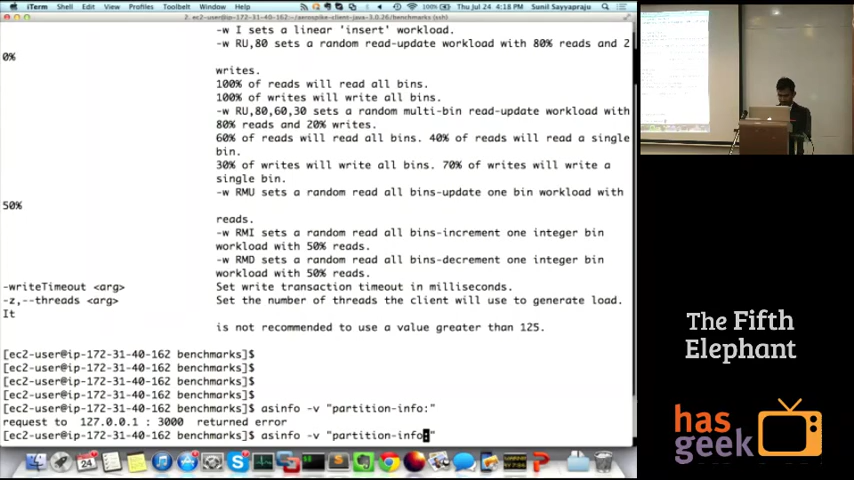 iTerm Shell Edit View Profiles Toolbelt Window Help
100% Thu Jul 24 4:18 PM Sunil Sayyapraju
2. ec2-user@ip-172-31-40-162:~/aerospike-client-java-3.0.26/benchmarks (ssh)
-w I sets a linear 'insert' workload.
-w RU,80 sets a random read-update workload with 80% reads and 2
0%
writes.
100% of reads will read all bins.
100% of writes will write all bins.
-w RU,80,60,30 sets a random multi-bin read-update workload with
80% reads and 20% writes.
60% of reads will read all bins. 40% of reads will read a single
bin.
30% of writes will write all bins. 70% of writes will write a
single bin.
-w RMU sets a random read all bins-update one bin workload with
50%
reads.
-w RMI sets a random read all bins-increment one integer bin
workload with 50% reads.
-w RMD sets a random read all bins-decrement one integer bin
workload with 50% reads.
-writeTimeout <arg> Set write transaction timeout in milliseconds.
-z,--threads <arg> Set the number of threads the client will use to generate load.
It
is not recommended to use a value greater than 125.
[ec2-user@ip-172-31-40-162 benchmarks]$
[ec2-user@ip-172-31-40-162 benchmarks]$
[ec2-user@ip-172-31-40-162 benchmarks]$
[ec2-user@ip-172-31-40-162 benchmarks]$
[ec2-user@ip-172-31-40-162 benchmarks]$ asinfo -v "partition-info:"
request to 127.0.0.1 : 3000 returned error
[ec2-user@ip-172-31-40-162 benchmarks]$ asinfo -v "partition-info:"
The Fifth
Elephant
has
geek